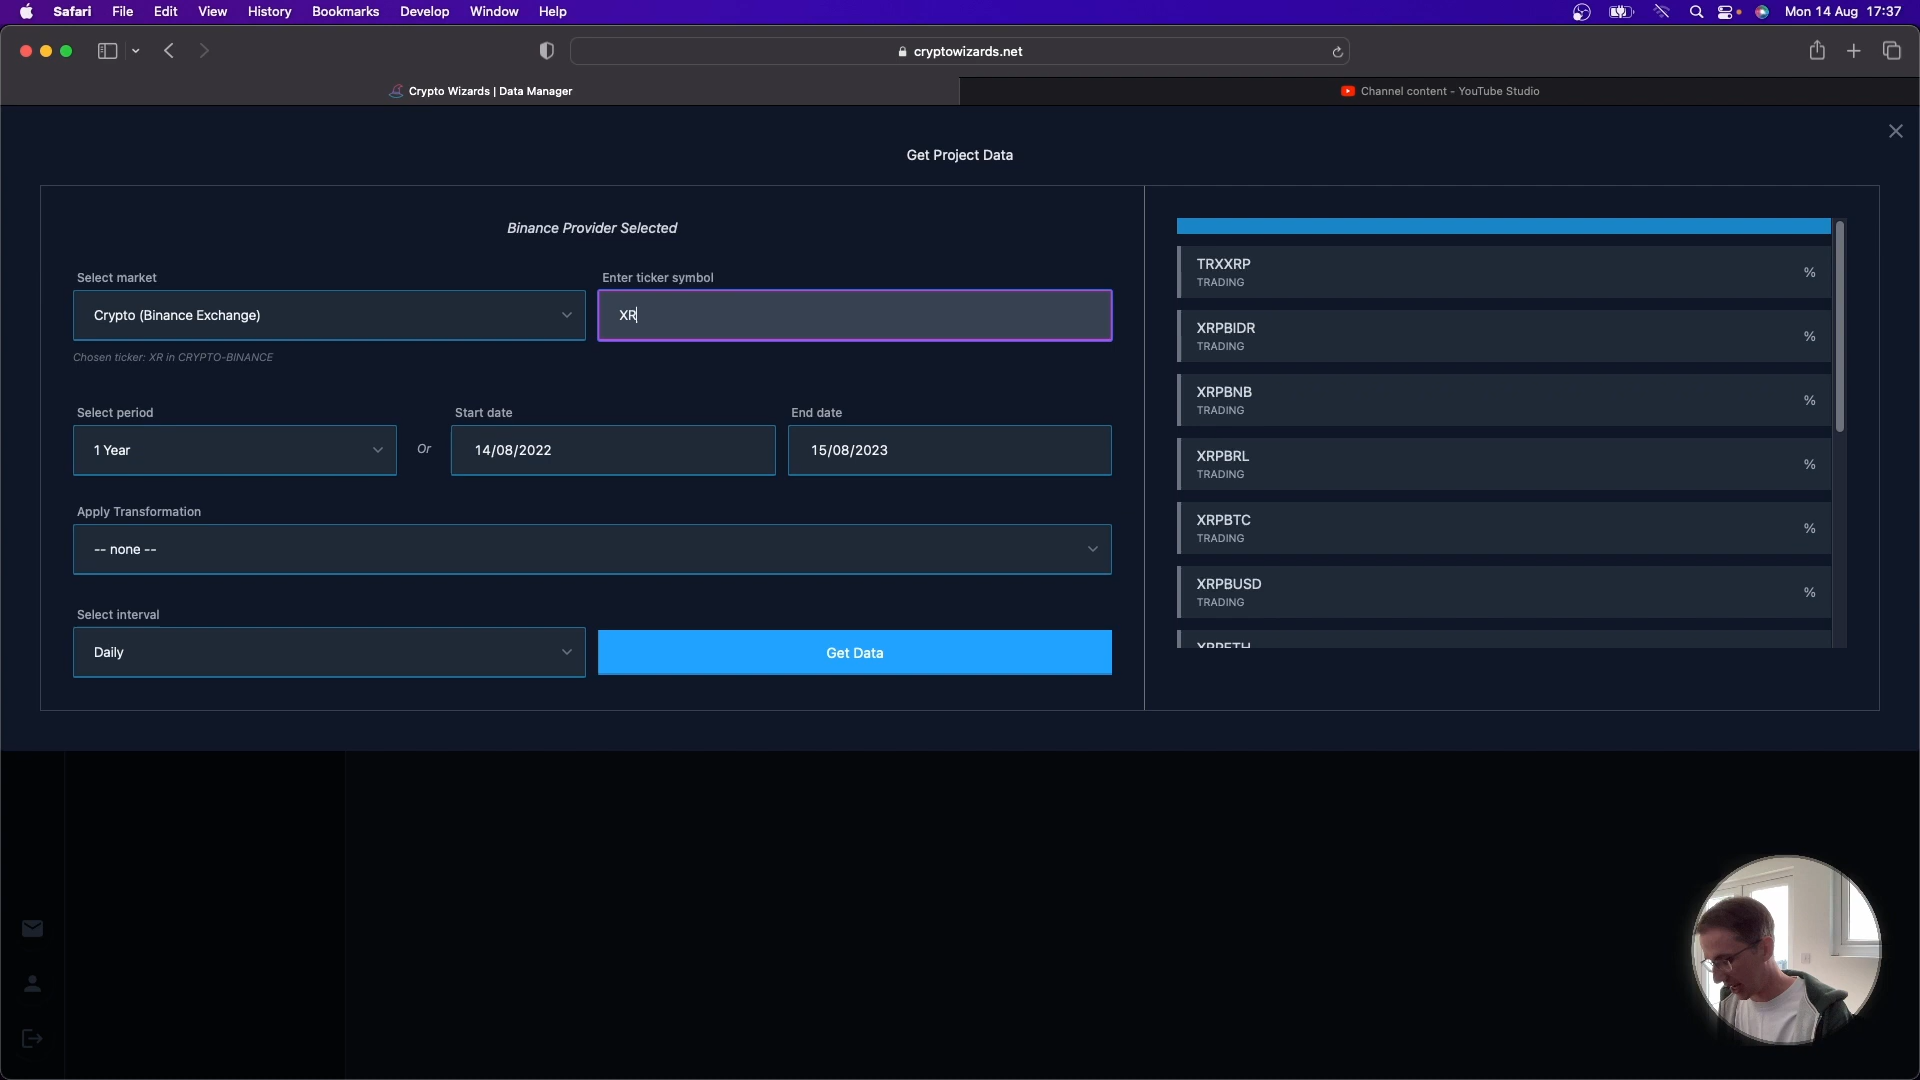 Safari File Edit View History Bookmarks Develop Window Help Mon 14 Aug 17:37
cryptowizards.net
Crypto Wizards | Data Manager
Channel content - YouTube Studio
Get Project Data
Binance Provider Selected
Select market
Enter ticker symbol
Crypto (Binance Exchange)
XR
Chosen ticker: XR in CRYPTO-BINANCE
Select period
Start date
End date
1 Year
Or
14/08/2022
15/08/2023
Apply Transformation
-- none --
Select interval
Daily
Get Data
TRXXRP
TRADING
%
XRPBIDR
TRADING
%
XRPBNB
TRADING
%
XRPBRL
TRADING
%
XRPBTC
TRADING
%
XRPBUSD
TRADING
%
XRPETH